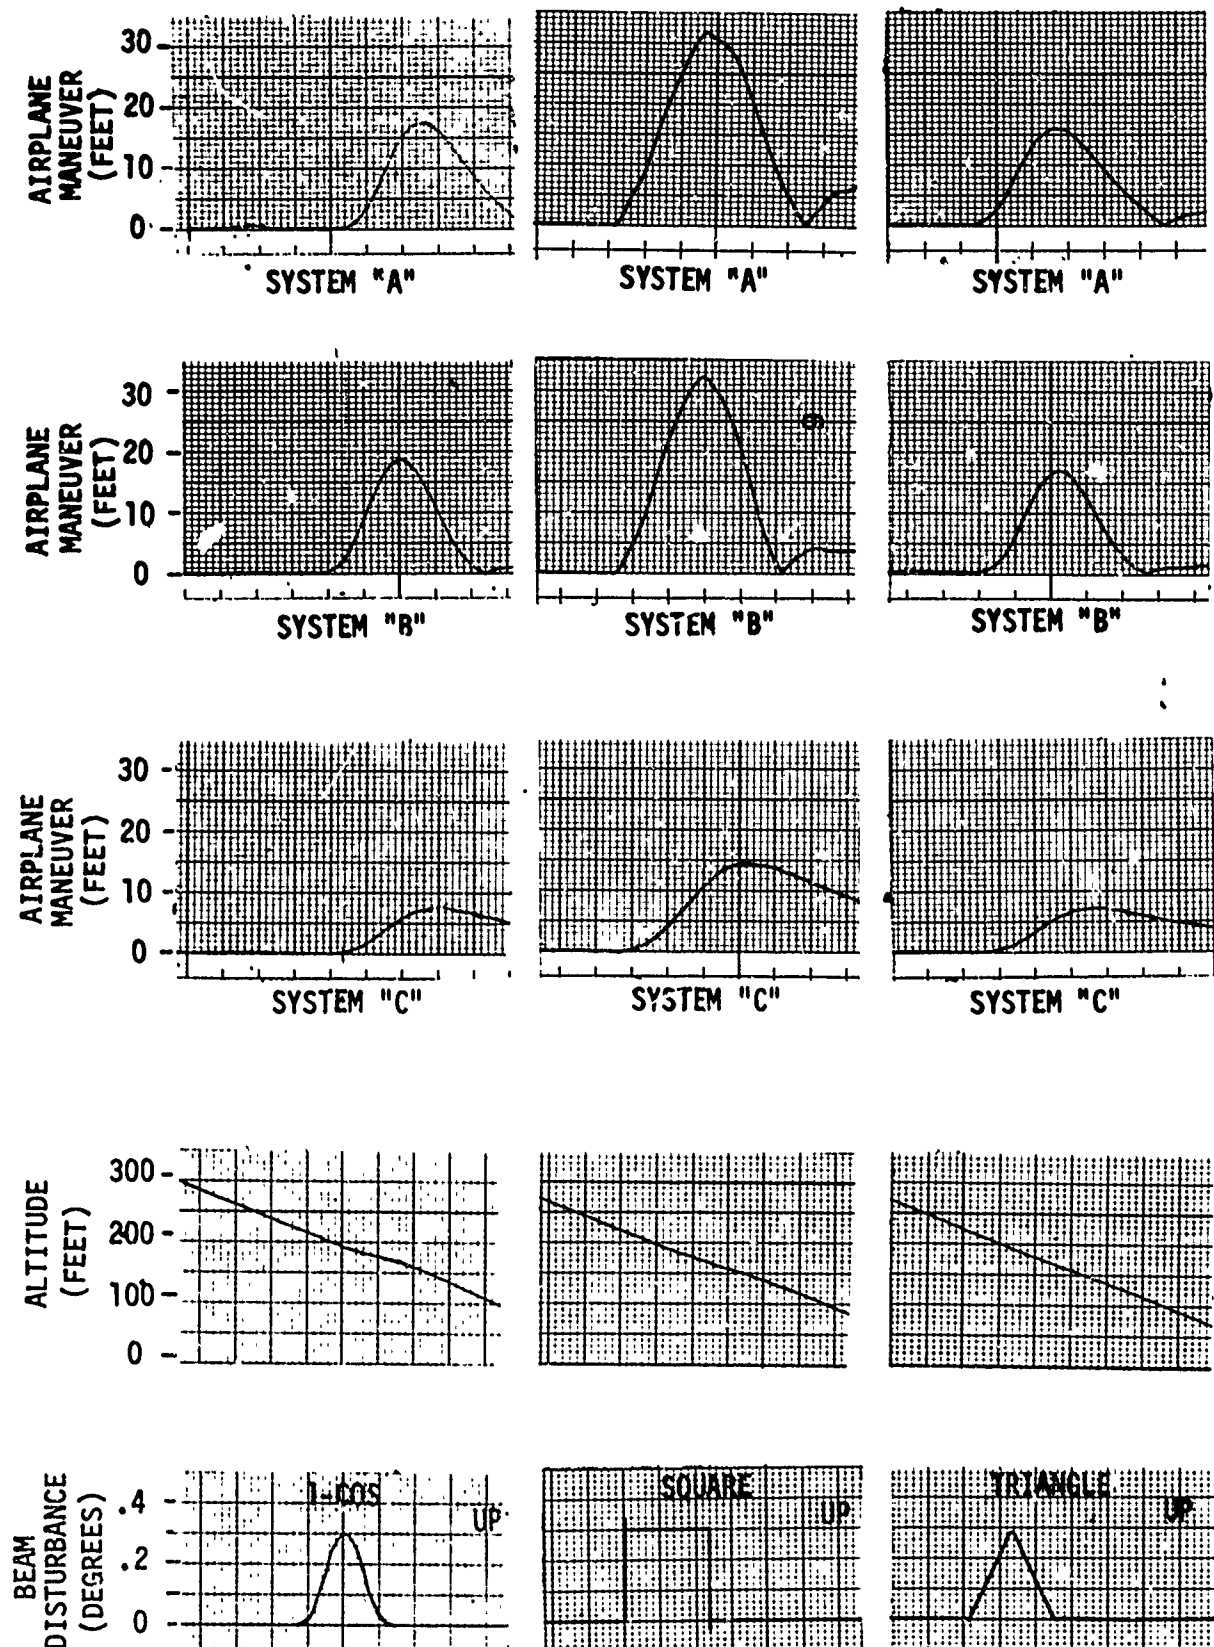 AIRPLANE
MANEUVER
(FEET)
30
20
10
0
SYSTEM "A"
SYSTEM "A"
SYSTEM "A"
AIRPLANE
MANEUVER
(FEET)
30
20
10
0
SYSTEM "B"
SYSTEM "B"
SYSTEM "B"
AIRPLANE
MANEUVER
(FEET)
30
20
10
0
SYSTEM "C"
SYSTEM "C"
SYSTEM "C"
ALTITUDE
(FEET)
300
200
100
0
BEAM
DISTURBANCE
(DEGREES)
.4
.2
0
1-COS
UP
SQUARE
UP
TRIANGLE
UP